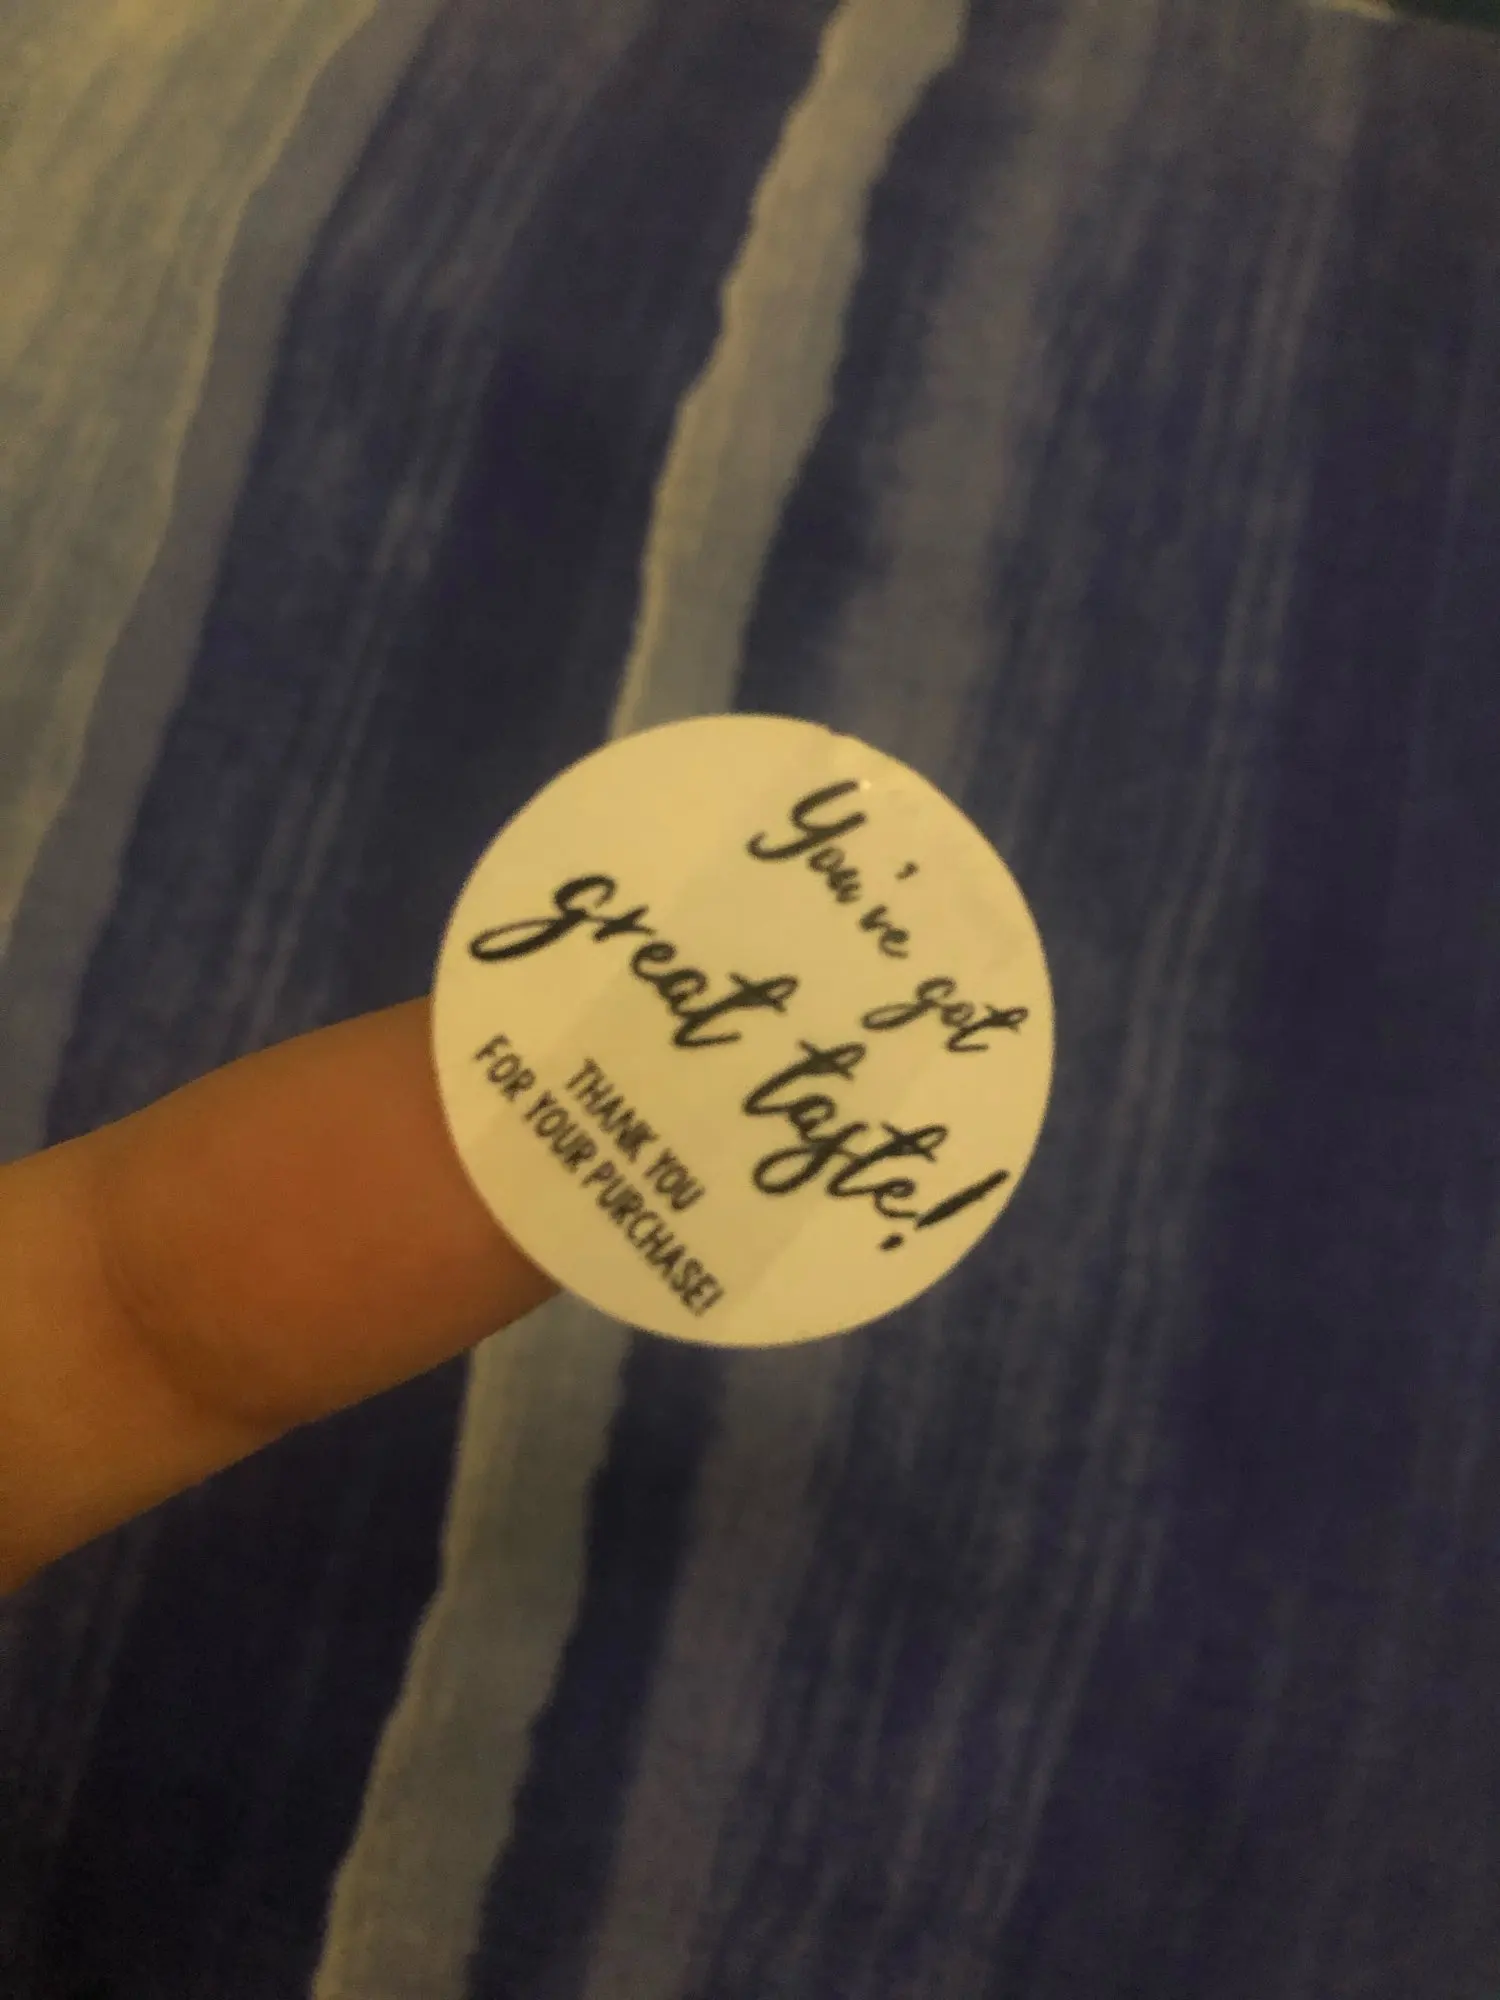 You've got
great taste!
THANK YOU
FOR YOUR PURCHASE!